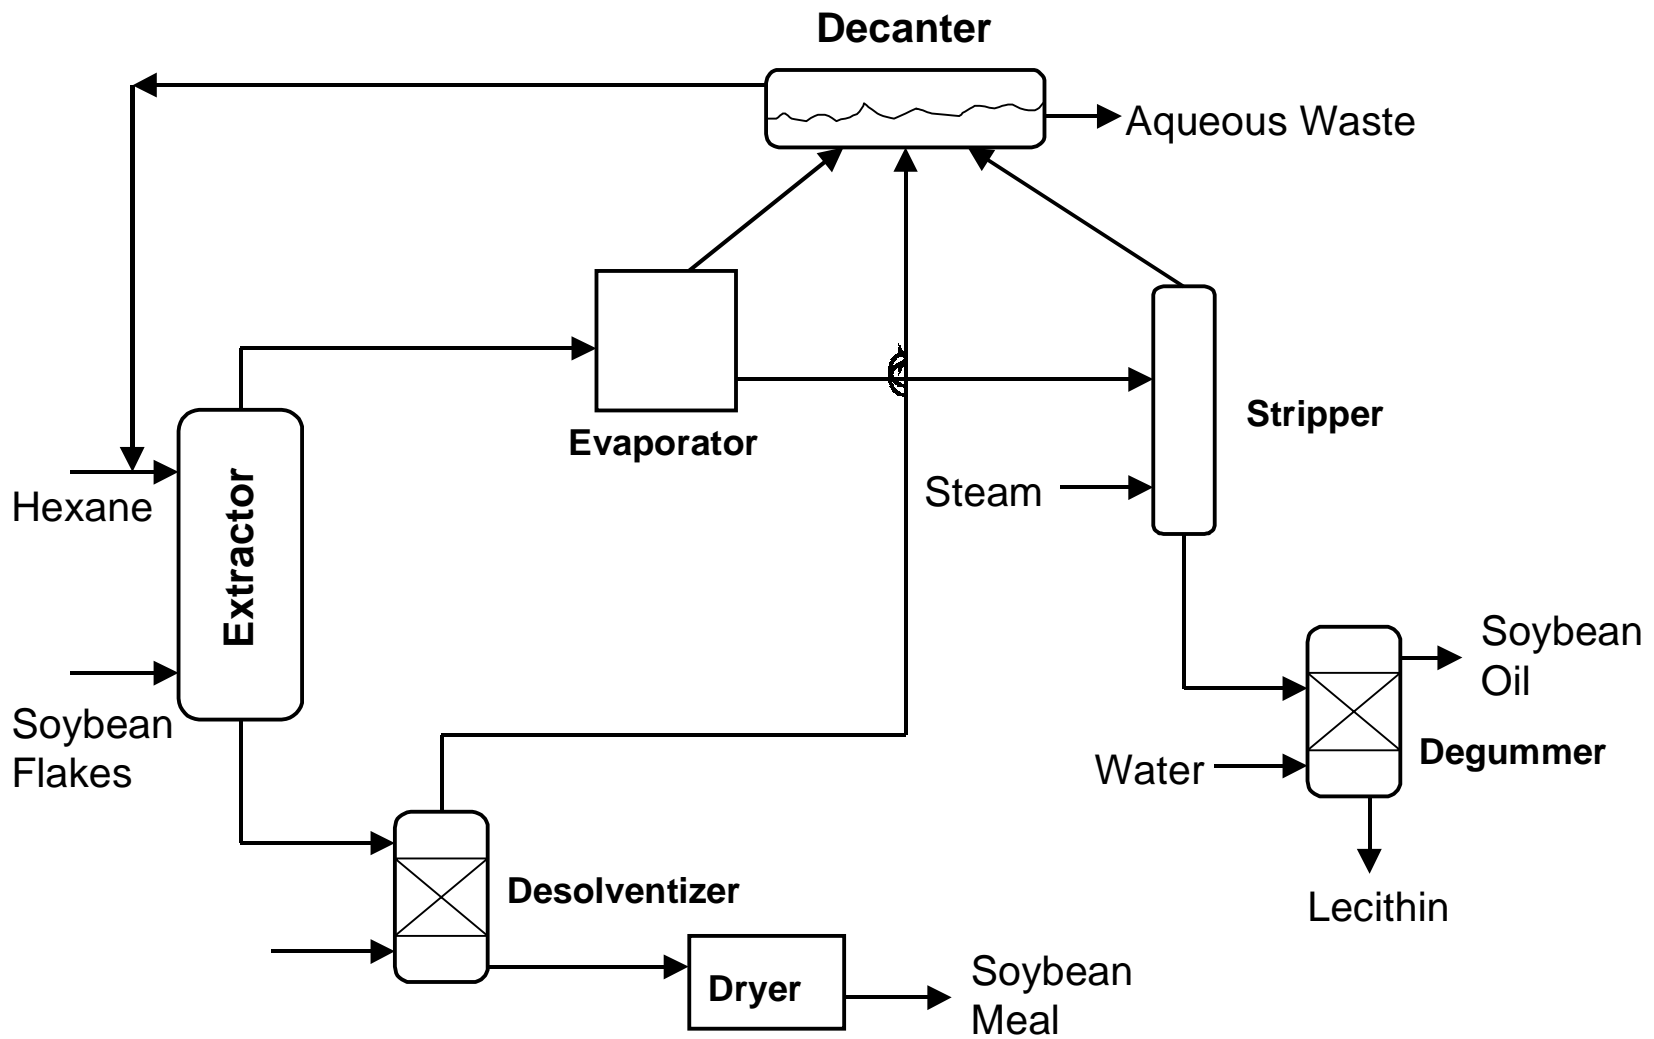 Decanter
Aqueous Waste
Evaporator
Stripper
Hexane
Extractor
Steam
Soybean
Oil
Soybean
Flakes
Degummer
Water
Desolventizer
Lecithin
Dryer
Soybean
Meal